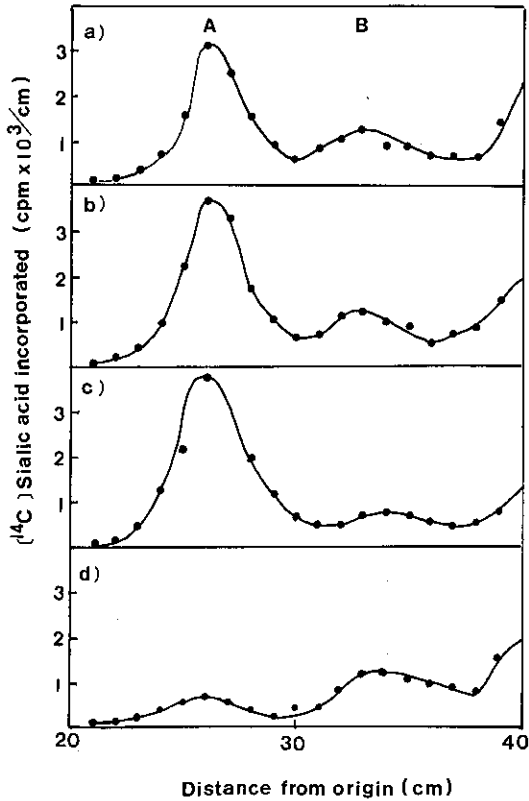 A B
a)
3
2
1
b)
3
2
1
c)
3
2
1
d)
3
2
1
20 30 40
Distance from origin (cm)
(¹⁴C) Sialic acid incorporated (cpm x10³/cm)